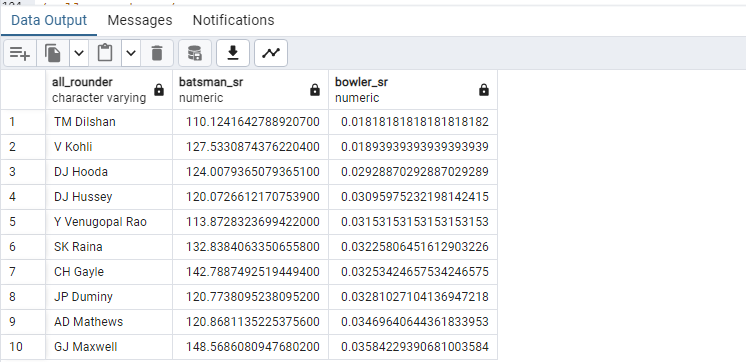 Data Output Messages Notifications
all_rounder batsman_sr bowler_sr
character varying numeric numeric
1 TM Dilshan 110.1241642788920700 0.01818181818181818182
2 V Kohli 127.5330874376220400 0.01893939393939393939
3 DJ Hooda 124.0079365079365100 0.02928870292887029289
4 DJ Hussey 120.0726612170753900 0.03095975232198142415
5 Y Venugopal Rao 113.8728323699422000 0.03153153153153153153
6 SK Raina 132.8384063350655800 0.03225806451612903226
7 CH Gayle 142.7887492519449400 0.03253424657534246575
8 JP Duminy 120.7738095238095200 0.03281027104136947218
9 AD Mathews 120.8681135225375600 0.03469640644361833953
10 GJ Maxwell 148.5686080947680200 0.03584229390681003584